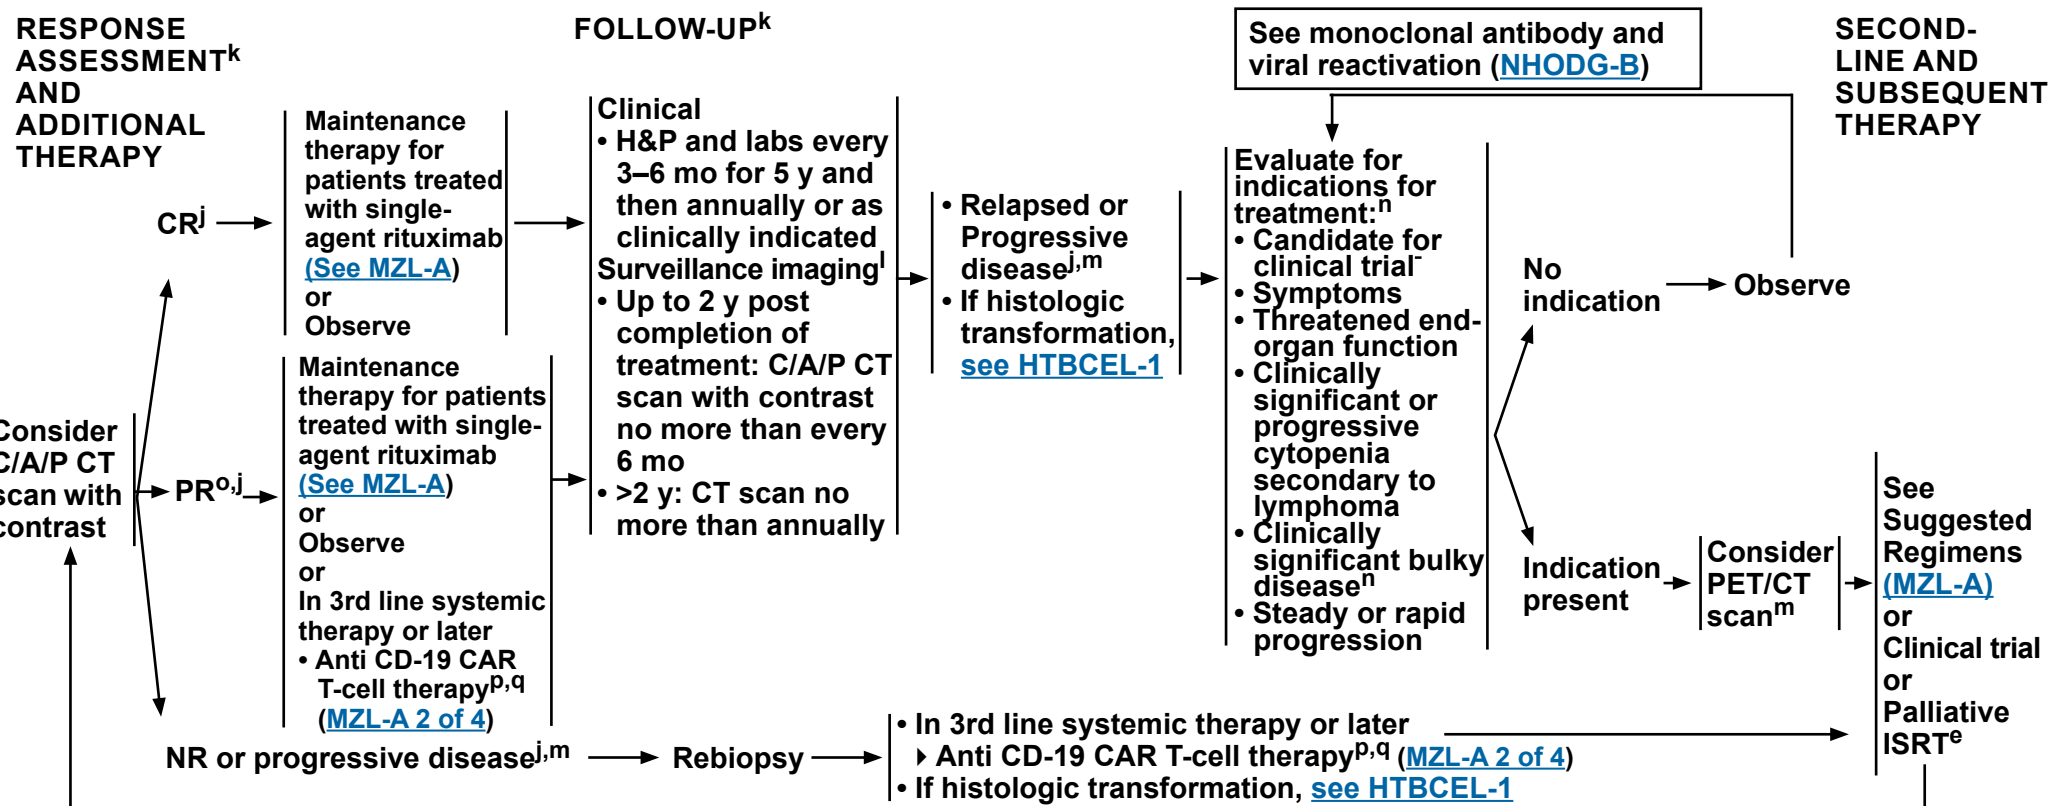 RESPONSE
ASSESSMENTk
AND
ADDITIONAL
THERAPY
FOLLOW-UPk
See monoclonal antibody and
viral reactivation (NHODG-B)
SECOND-
LINE AND
SUBSEQUENT
THERAPY
Consider
C/A/P CT
scan with
contrast
CRj
Maintenance
therapy for
patients treated
with single-
agent rituximab
(See MZL-A)
or
Observe
PRo,j
Maintenance
therapy for patients
treated with single-
agent rituximab
(See MZL-A)
or
Observe
or
In 3rd line systemic
therapy or later
• Anti CD-19 CAR
T-cell therapyp,q
(MZL-A 2 of 4)
Clinical
• H&P and labs every
3–6 mo for 5 y and
then annually or as
clinically indicated
Surveillance imagingl
• Up to 2 y post
completion of
treatment: C/A/P CT
scan with contrast
no more than every
6 mo
• >2 y: CT scan no
more than annually
• Relapsed or
Progressive
diseasej,m
• If histologic
transformation,
see HTBCEL-1
Evaluate for
indications for
treatment:n
• Candidate for
clinical trial-
• Symptoms
• Threatened end-
organ function
• Clinically
significant or
progressive
cytopenia
secondary to
lymphoma
• Clinically
significant bulky
diseasen
• Steady or rapid
progression
No
indication
Observe
Indication
present
Consider
PET/CT
scanm
See
Suggested
Regimens
(MZL-A)
or
Clinical trial
or
Palliative
ISRTe
NR or progressive diseasej,m
Rebiopsy
• In 3rd line systemic therapy or later
▸ Anti CD-19 CAR T-cell therapyp,q (MZL-A 2 of 4)
• If histologic transformation, see HTBCEL-1